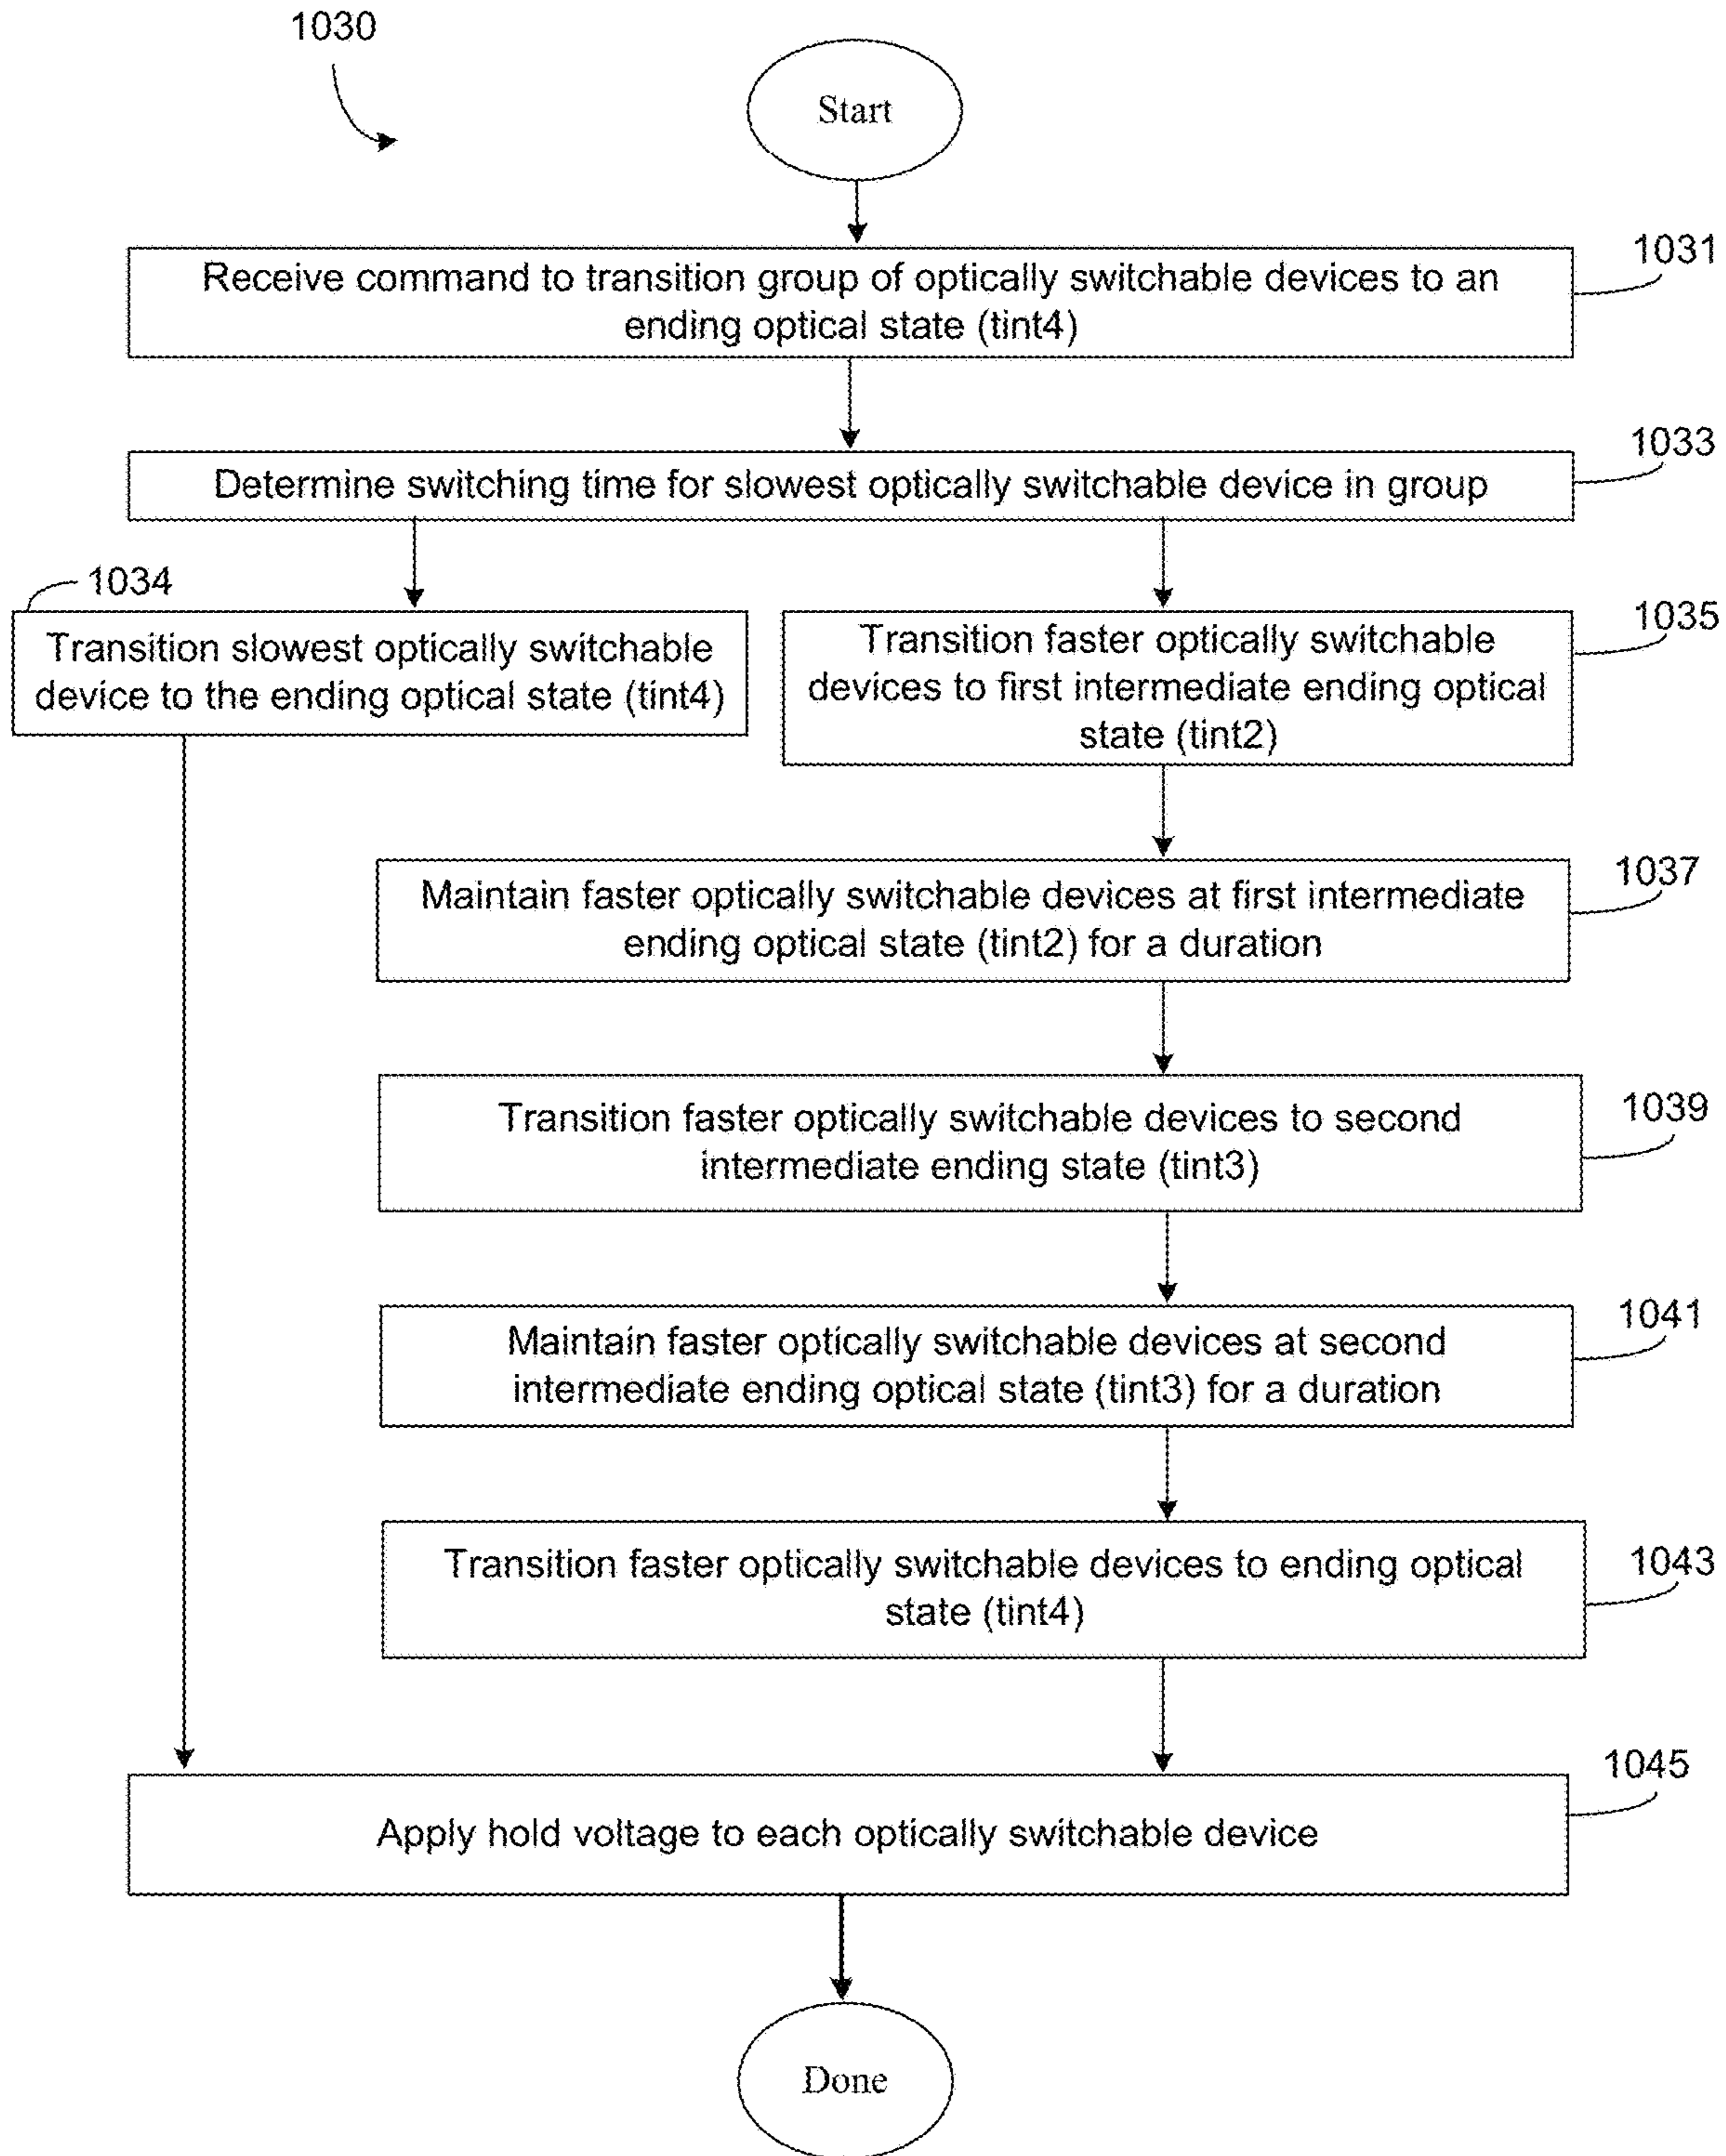 1030
Start
1031
Receive command to transition group of optically switchable devices to an
ending optical state (tint4)
1033
Determine switching time for slowest optically switchable device in group
1034
Transition slowest optically switchable
device to the ending optical state (tint4)
1035
Transition faster optically switchable
devices to first intermediate ending optical
state (tint2)
1037
Maintain faster optically switchable devices at first intermediate
ending optical state (tint2) for a duration
1039
Transition faster optically switchable devices to second
intermediate ending state (tint3)
1041
Maintain faster optically switchable devices at second
intermediate ending optical state (tint3) for a duration
1043
Transition faster optically switchable devices to ending optical
state (tint4)
1045
Apply hold voltage to each optically switchable device
Done